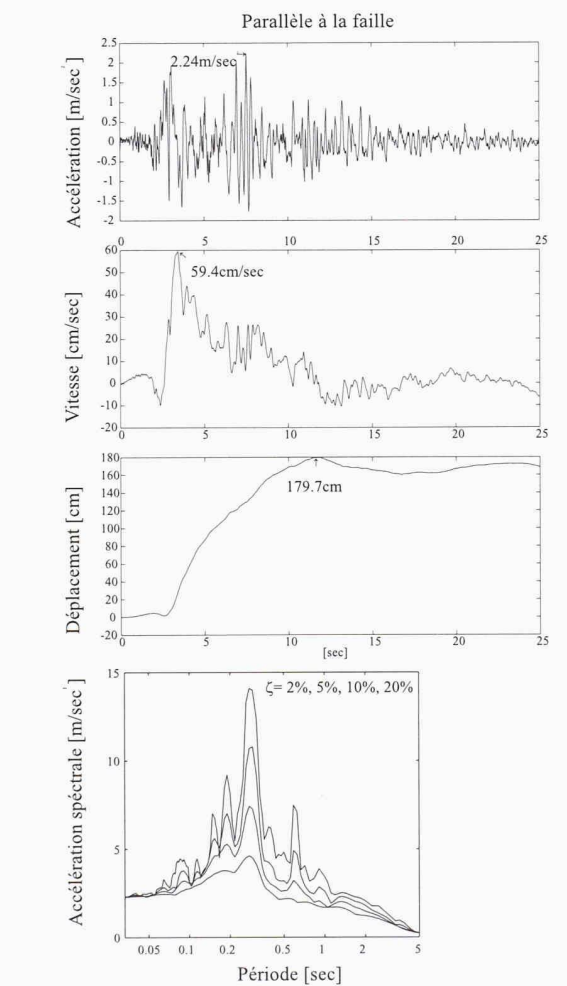 Parallèle à la faille
Accélération [m/sec²]
2.5
2
1.5
1
0.5
0
-0.5
-1
-1.5
-2
2.24m/sec
0 5 10 15 20 25
Vitesse [cm/sec]
60
50
40
30
20
10
0
-10
-20
59.4cm/sec
0 5 10 15 20 25
Déplacement [cm]
180
160
140
120
100
80
60
40
20
0
-20
179.7cm
0 5 10 15 20 25
[sec]
Accélération spéctrale [m/sec²]
15
10
5
0
ζ= 2%, 5%, 10%, 20%
0.05 0.1 0.2 0.5 1 2 5
Période [sec]